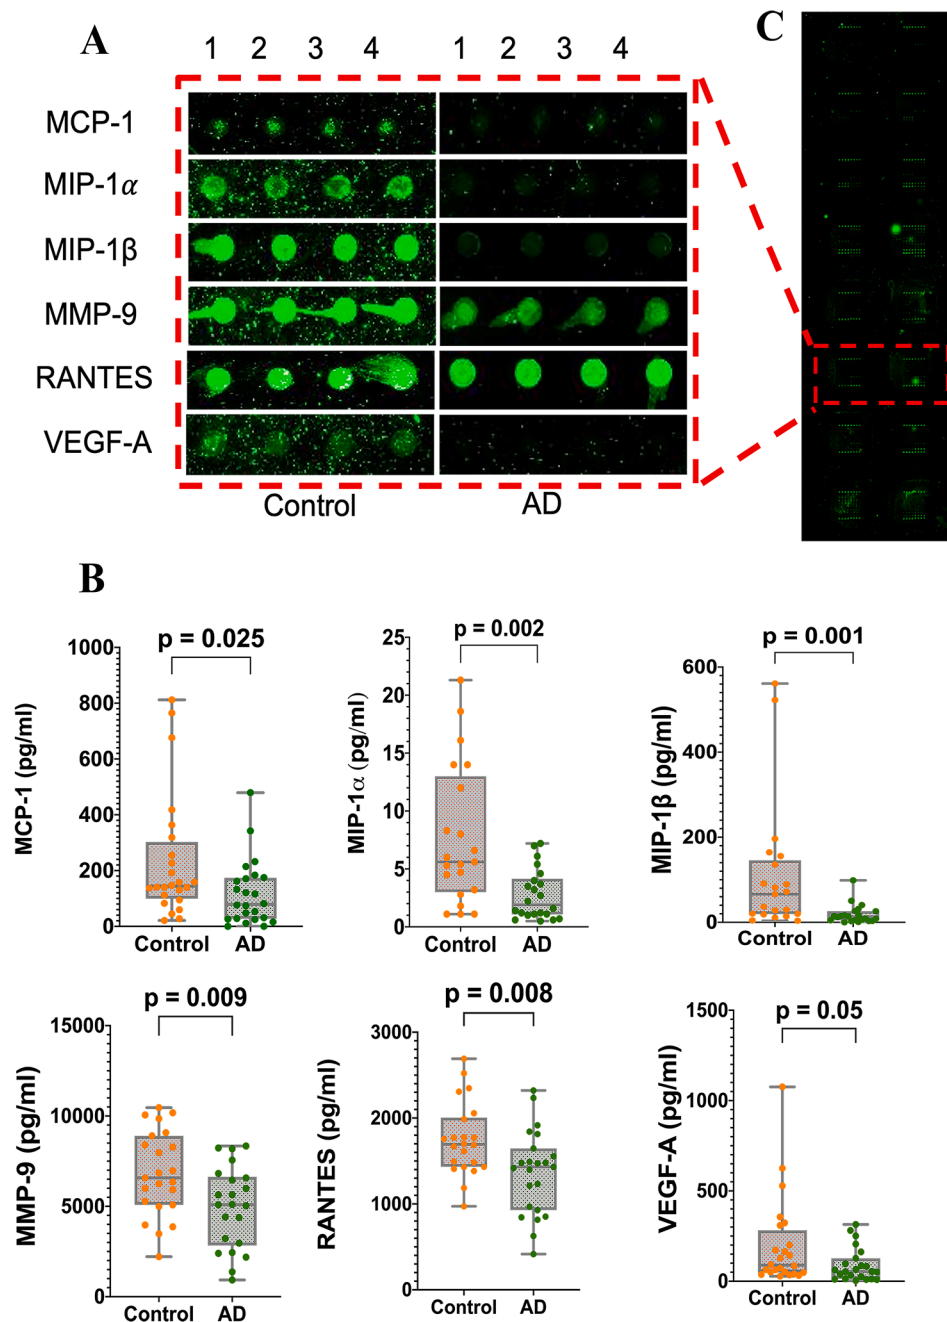 A
C
1 2 3 4 1 2 3 4
MCP-1
MIP-1α
MIP-1β
MMP-9
RANTES
VEGF-A
Control AD
B
p = 0.025
MCP-1 (pg/ml)
1000
800
600
400
200
0
Control AD
p = 0.002
MIP-1α (pg/ml)
25
20
15
10
5
0
Control AD
p = 0.001
MIP-1β (pg/ml)
600
400
200
0
Control AD
p = 0.009
MMP-9 (pg/ml)
15000
10000
5000
0
Control AD
p = 0.008
RANTES (pg/ml)
3000
2000
1000
0
Control AD
p = 0.05
VEGF-A (pg/ml)
1500
1000
500
0
Control AD